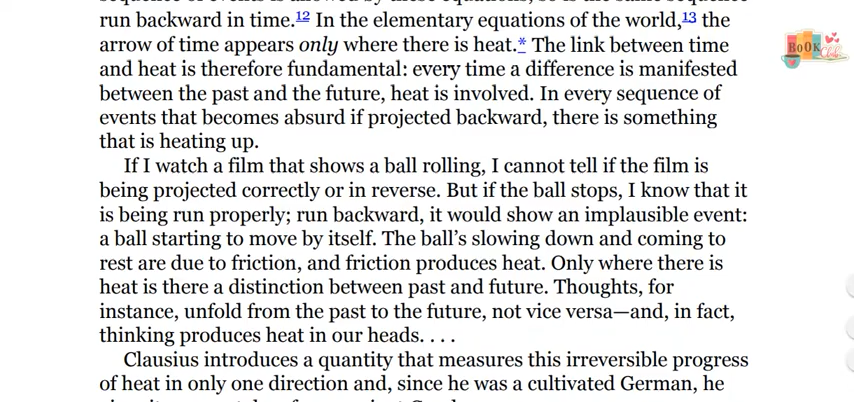 run backward in time.12 In the elementary equations of the world,13 the
arrow of time appears only where there is heat.* The link between time
and heat is therefore fundamental: every time a difference is manifested
between the past and the future, heat is involved. In every sequence of
events that becomes absurd if projected backward, there is something
that is heating up.
If I watch a film that shows a ball rolling, I cannot tell if the film is
being projected correctly or in reverse. But if the ball stops, I know that it
is being run properly; run backward, it would show an implausible event:
a ball starting to move by itself. The ball’s slowing down and coming to
rest are due to friction, and friction produces heat. Only where there is
heat is there a distinction between past and future. Thoughts, for
instance, unfold from the past to the future, not vice versa—and, in fact,
thinking produces heat in our heads. . . .
Clausius introduces a quantity that measures this irreversible progress
of heat in only one direction and, since he was a cultivated German, he
BOOK
Club